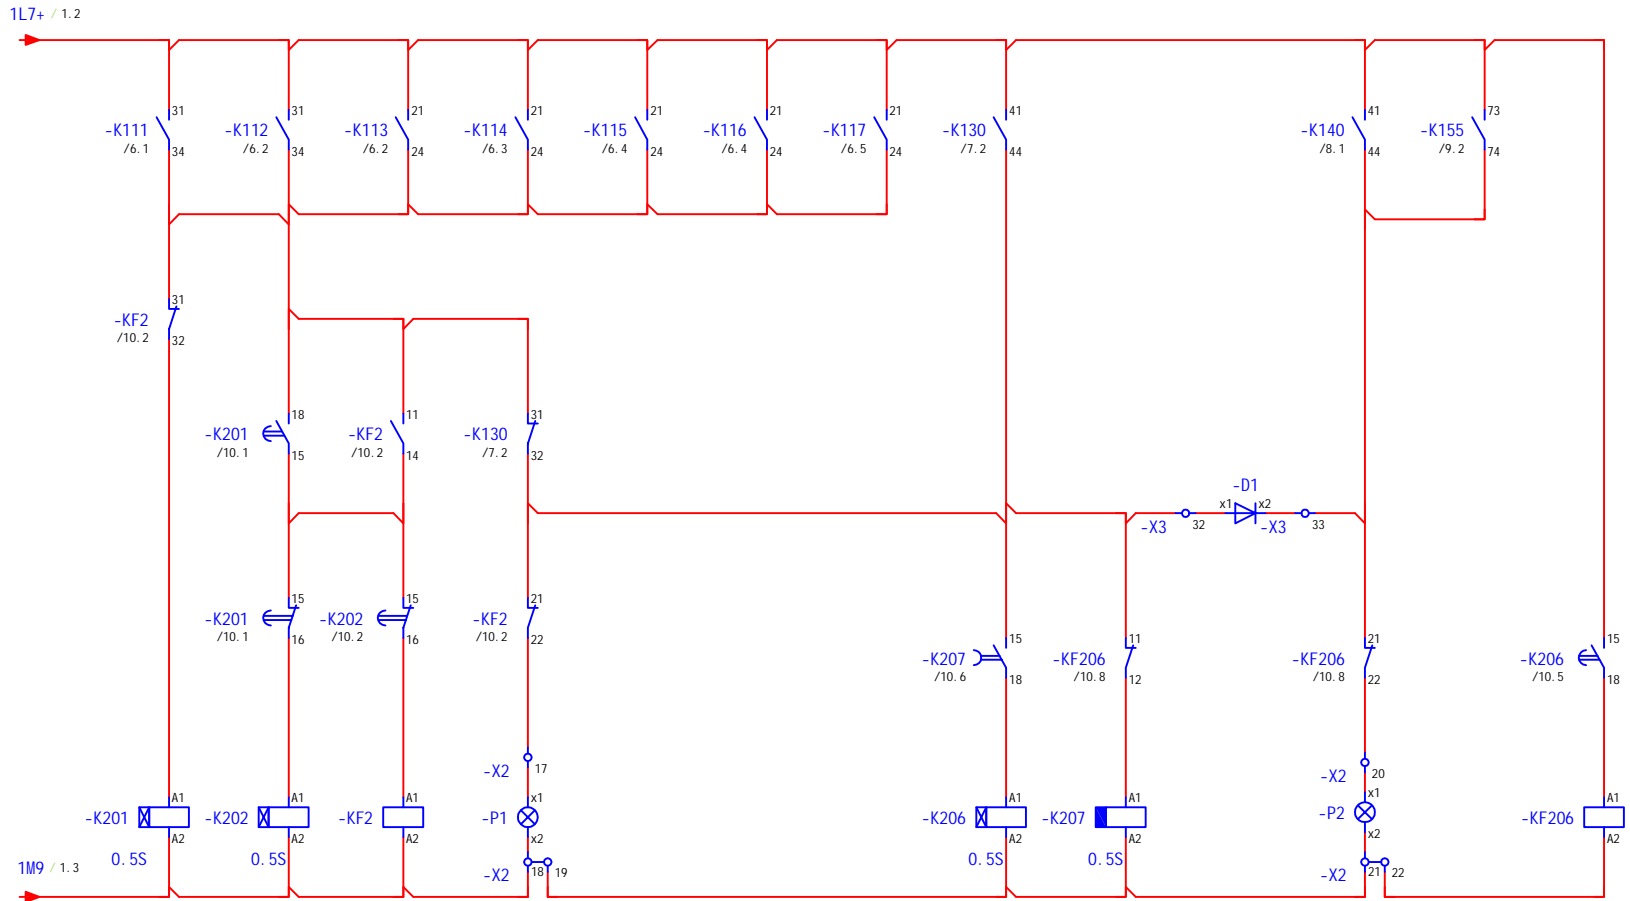 1L7+ / 1.2
31 31 21 21 21 21 21 41 41 73
-K111 -K112 -K113 -K114 -K115 -K116 -K117 -K130 -K140 -K155
/6.1 /6.2 /6.2 /6.3 /6.4 /6.4 /6.5 /7.2 /8.1 /9.2
34 34 24 24 24 24 24 44 44 74
31
-KF2
/10.2
32
18 11 31
-K201 -KF2 -K130
/10.1 /10.2 /7.2
15 14 32
-D1
x1 x2
-X3 32 -X3 33
15 15 21
-K201 -K202 -KF2
/10.1 /10.2 /10.2
16 16 22
15 11 21 15
-K207 -KF206 -KF206 -K206
/10.6 /10.8 /10.8 /10.5
18 12 22 18
-X2 17 -X2 20
A1 A1 A1 x1 A1 A1 x1 A1
-K201 -K202 -KF2 -P1 -K206 -K207 -P2 -KF206
A2 A2 A2 x2 A2 A2 x2 A2
0.5S 0.5S 0.5S 0.5S
1M9 / 1.3
-X2 18 19 -X2 21 22